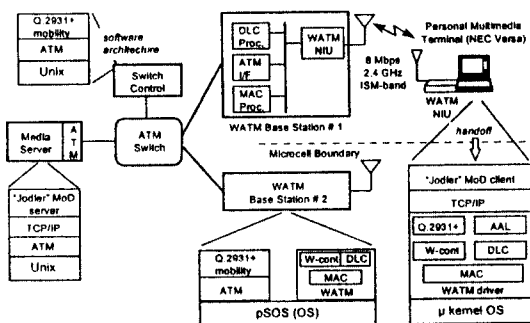 Q.2931+
mobility
ATM
Unix
software
architecture
Switch
Control
Media
Server
A
T
M
ATM
Switch
"Jodler" MoD
server
TCP/IP
ATM
Unix
DLC
Proc.
ATM
I/F
MAC
Proc.
WATM
NIU
WATM Base Station # 1
8 Mbps
2.4 GHz
ISM-band
Personal Multimedia
Terminal (NEC Versa)
WATM
NIU
handoff
Microcell Boundary
WATM
Base Station # 2
Q.2931+
mobility
ATM
W-cont
DLC
MAC
WATM
pSOS (OS)
"Jodler" MoD client
TCP/IP
Q.2931+
AAL
W-cont
DLC
MAC
WATM driver
µ kernel OS